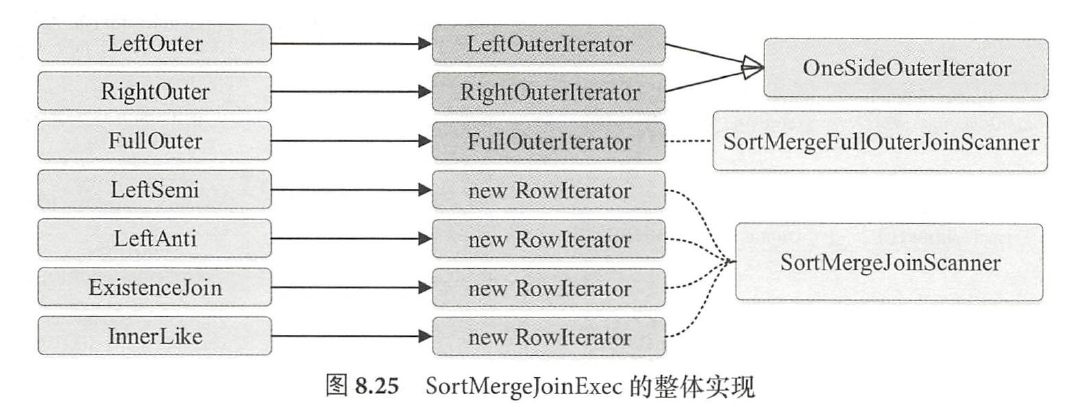 LeftOuter
LeftOuterIterator
OneSideOuterIterator
RightOuter
RightOuterIterator
FullOuter
FullOuterIterator
SortMergeFullOuterJoinScanner
LeftSemi
new RowIterator
LeftAnti
new RowIterator
SortMergeJoinScanner
ExistenceJoin
new RowIterator
InnerLike
new RowIterator
图 8.25 SortMergeJoinExec 的整体实现